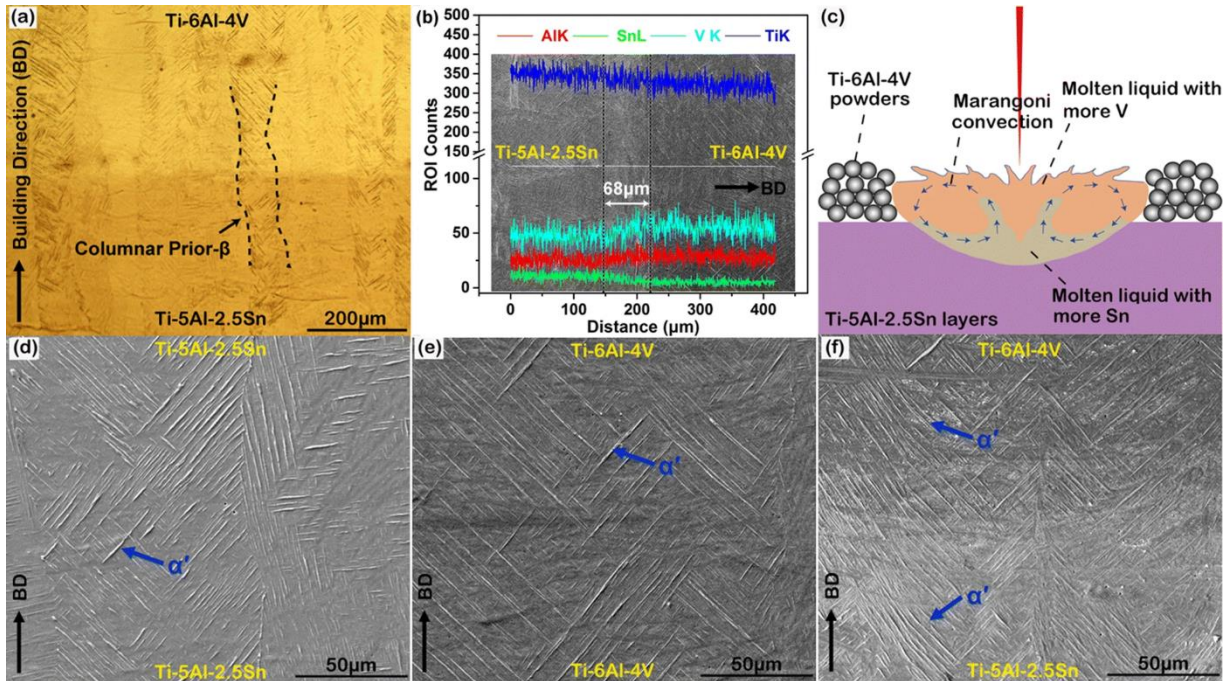 (a)
Ti-6Al-4V
Building Direction (BD)
Columnar Prior-β
Ti-5Al-2.5Sn
200μm
(b)
AlK
SnL
V K
TiK
ROI Counts
500
450
400
350
300
250
200
150
100
50
0
Ti-5Al-2.5Sn
Ti-6Al-4V
68μm
BD
0
100
200
300
400
Distance (μm)
(c)
Ti-6Al-4V
powders
Marangoni
convection
Molten liquid with
more V
Molten liquid with
more Sn
Ti-5Al-2.5Sn layers
(d)
Ti-5Al-2.5Sn
α′
BD
Ti-5Al-2.5Sn
50μm
(e)
Ti-6Al-4V
α′
BD
Ti-6Al-4V
50μm
(f)
Ti-6Al-4V
α′
α′
BD
Ti-5Al-2.5Sn
50μm